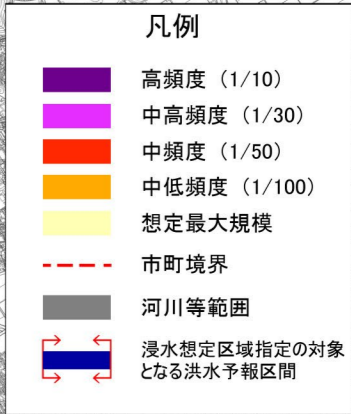 凡例
高頻度（1/10）
中高頻度（1/30）
中頻度（1/50）
中低頻度（1/100）
想定最大規模
市町境界
河川等範囲
浸水想定区域指定の対象
となる洪水予報区間